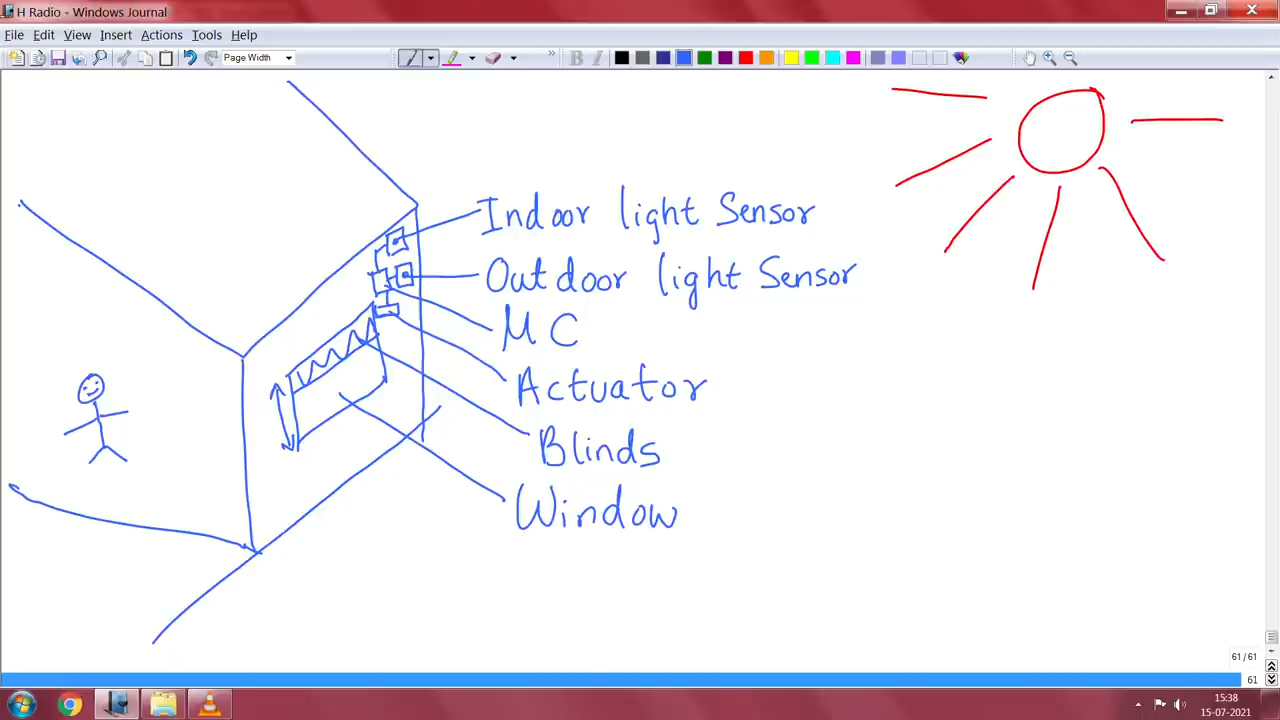 H Radio - Windows Journal
File Edit View Insert Actions Tools Help
Page Width
B I
Indoor light Sensor
Outdoor light Sensor
MC
Actuator
Blinds
Window
61/61
61
15:38
15-07-2021